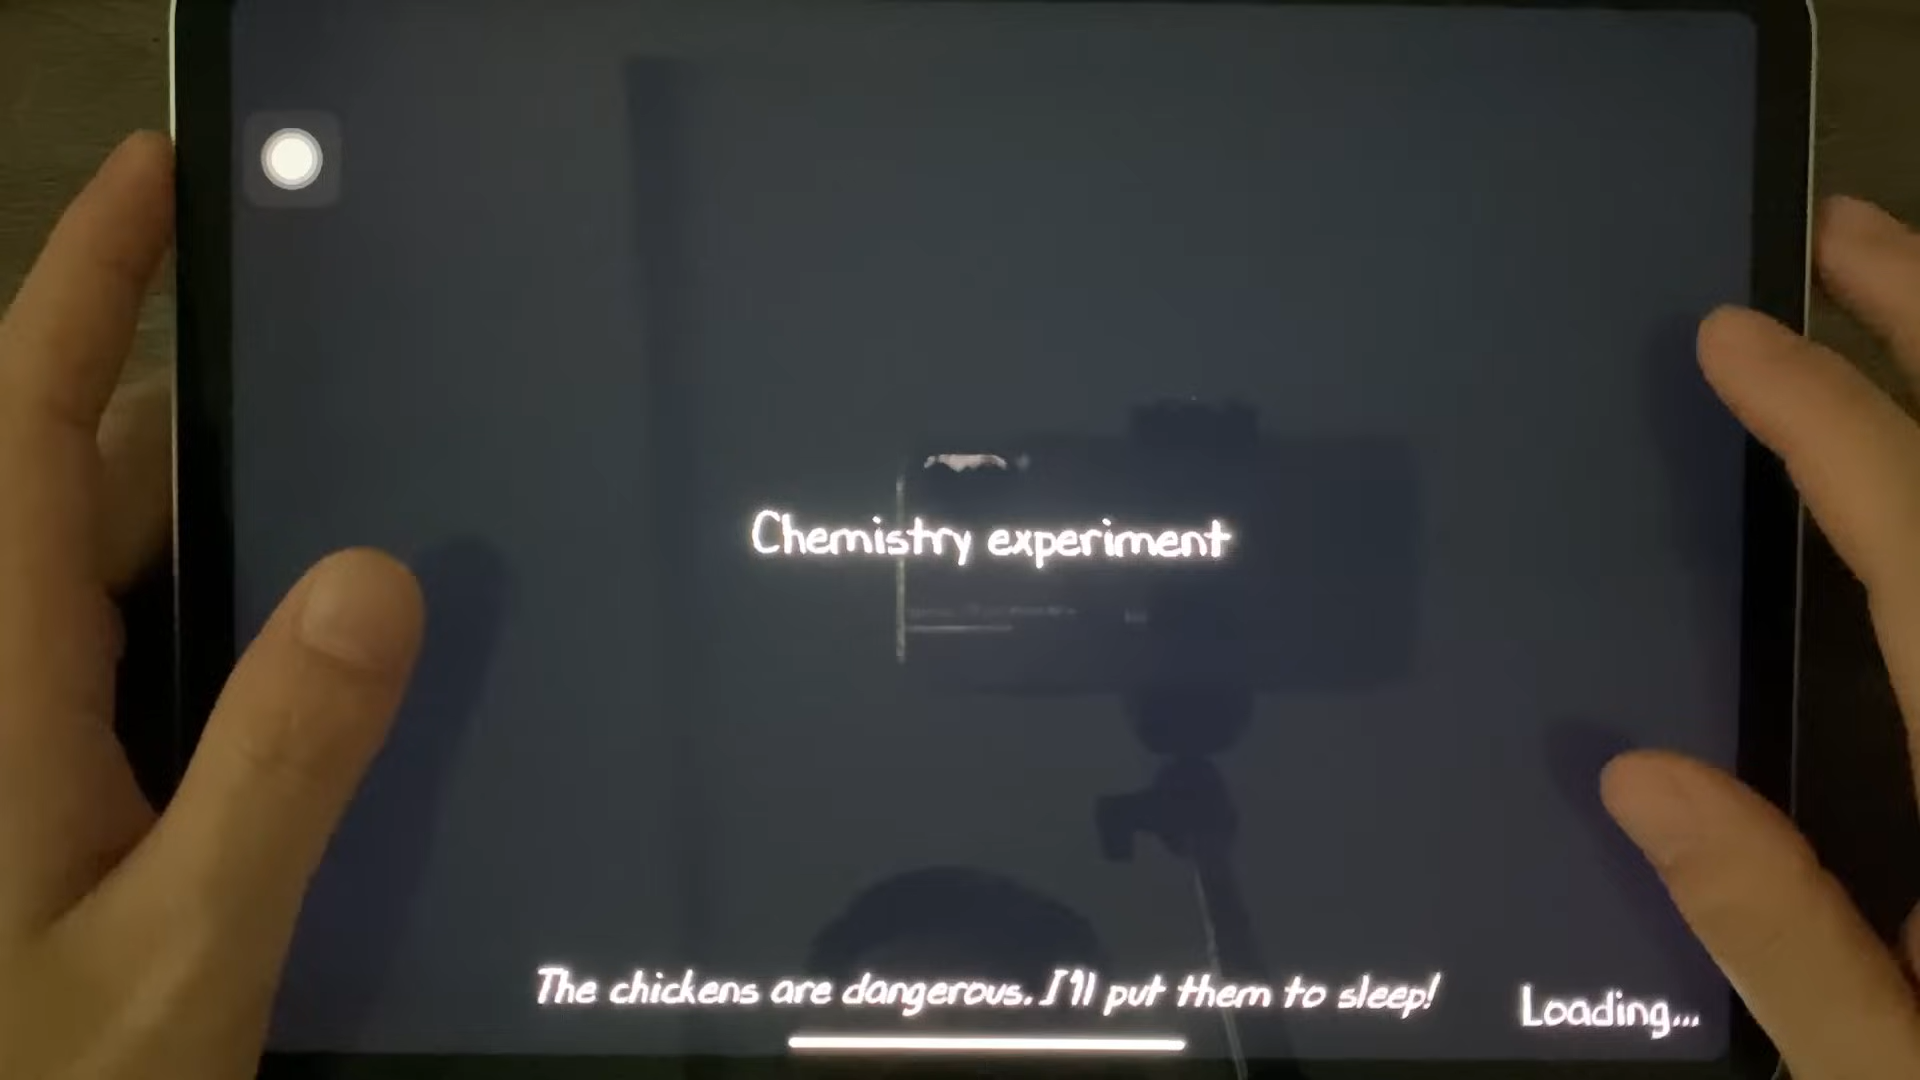 Chemistry experiment
The chickens are dangerous. I'll put them to sleep!
Loading...